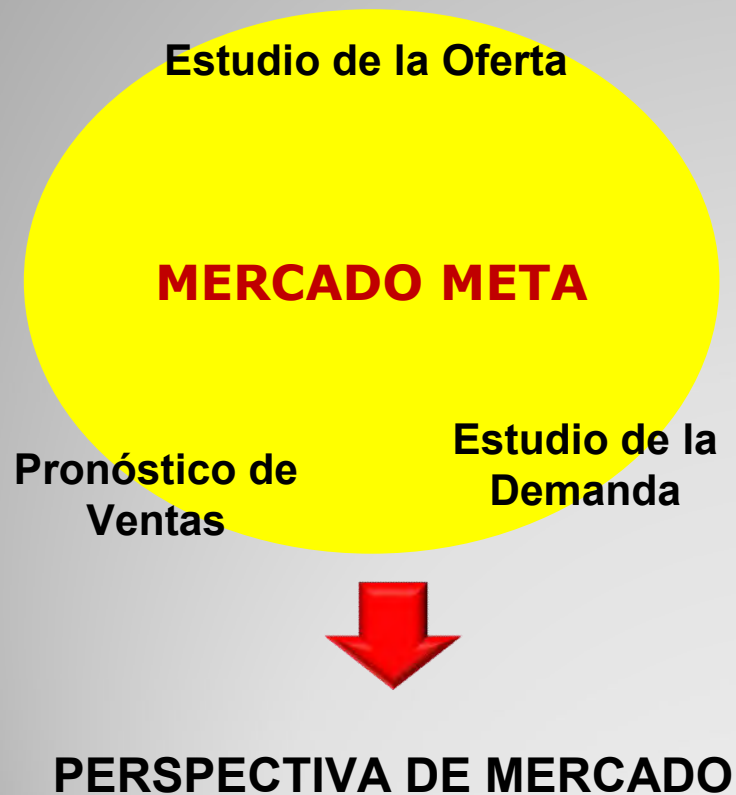 Estudio de la Oferta
MERCADO META
Pronóstico de
Ventas
Estudio de la
Demanda
PERSPECTIVA DE MERCADO